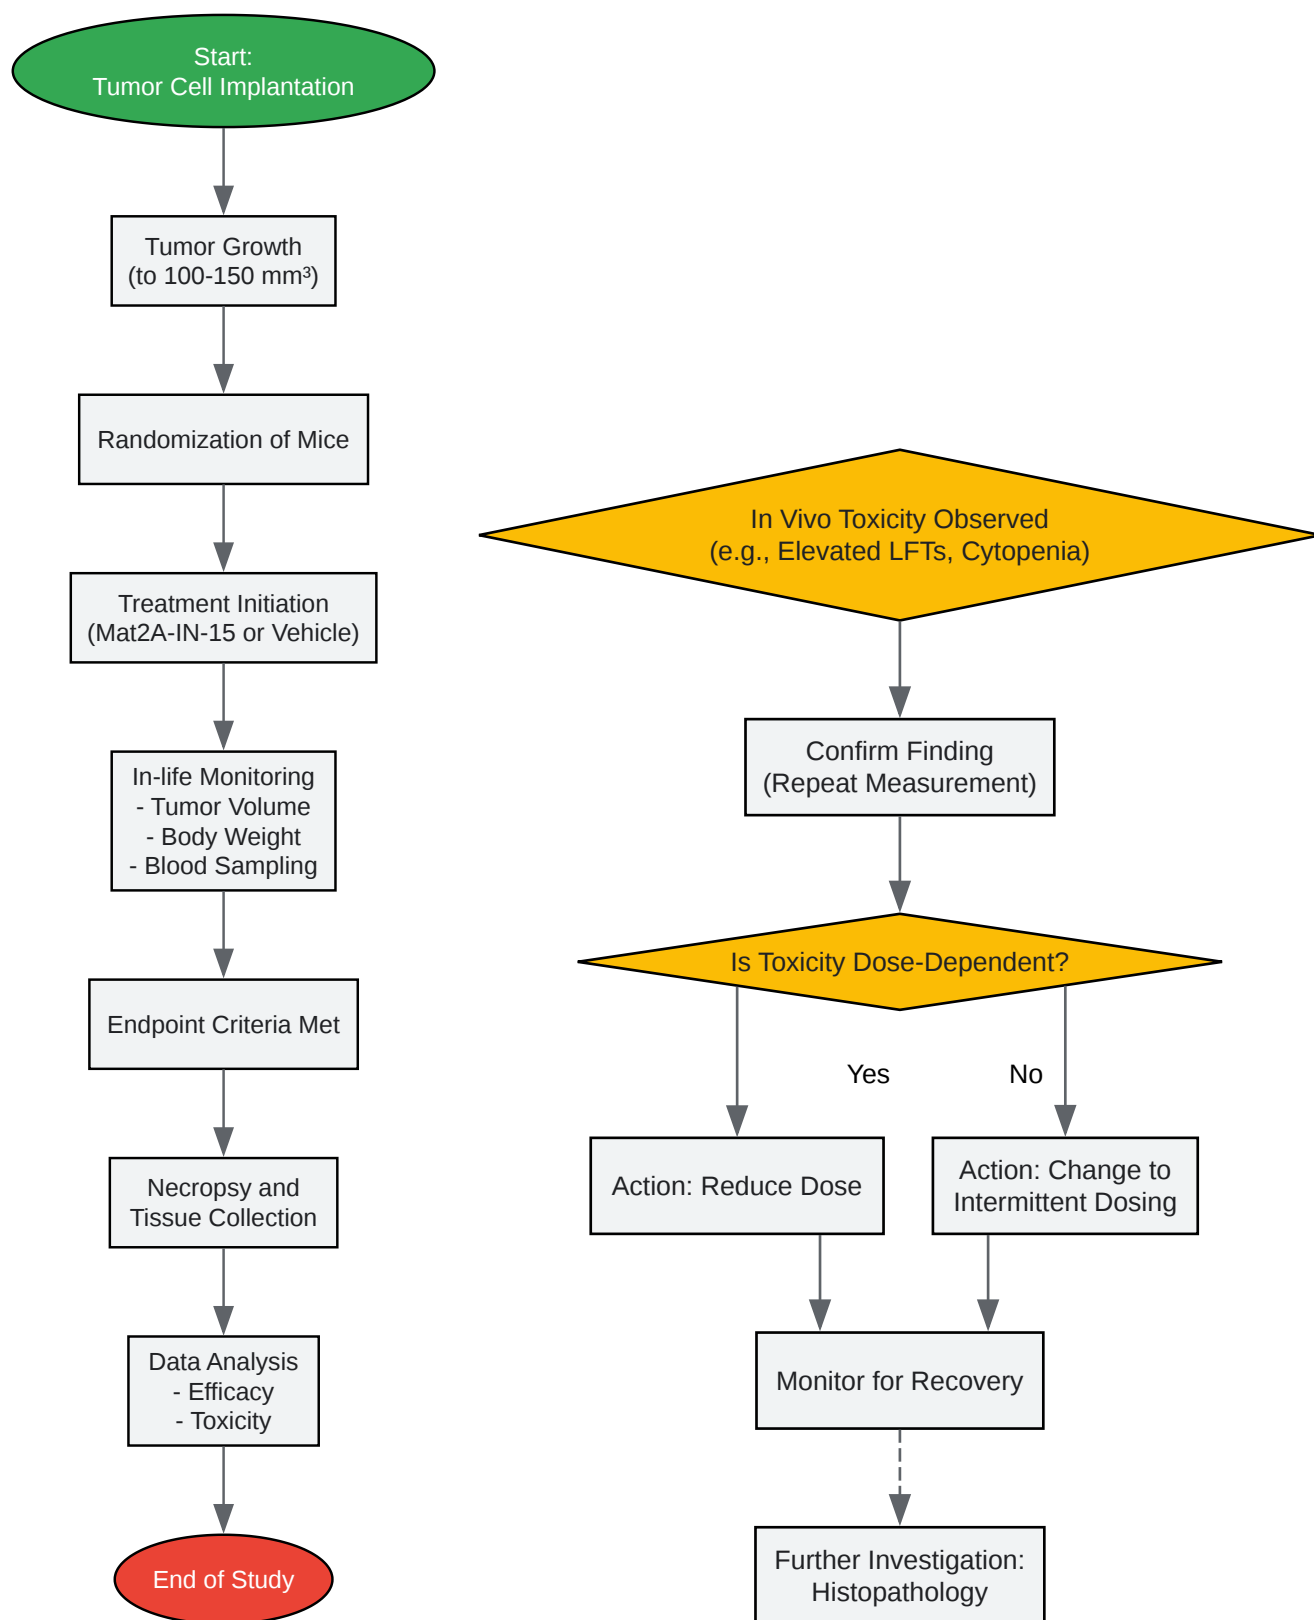 Start:
Tumor Cell Implantation
Tumor Growth
(to 100-150 mm³)
Randomization of Mice
Treatment Initiation
(Mat2A-IN-15 or Vehicle)
In-life Monitoring
- Tumor Volume
- Body Weight
- Blood Sampling
Endpoint Criteria Met
Necropsy and
Tissue Collection
Data Analysis
- Efficacy
- Toxicity
End of Study
In Vivo Toxicity Observed
(e.g., Elevated LFTs, Cytopenia)
Confirm Finding
(Repeat Measurement)
Is Toxicity Dose-Dependent?
Yes
No
Action: Reduce Dose
Action: Change to
Intermittent Dosing
Monitor for Recovery
Further Investigation:
Histopathology